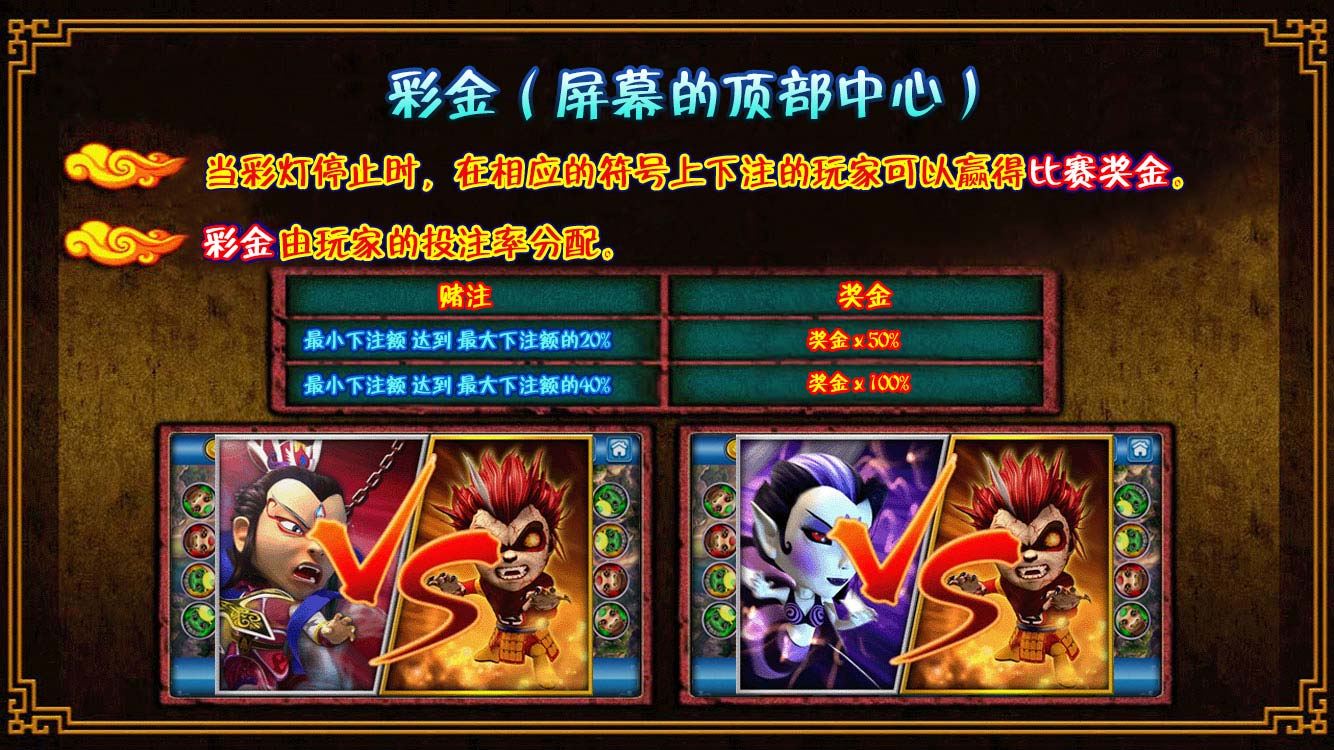 彩金（屏幕的顶部中心）
当彩灯停止时，在相应的符号上下注的玩家可以赢得比赛奖金。
彩金由玩家的投注率分配。
赌注 奖金
最小下注额 达到 最大下注额的20% 奖金 x 50%
最小下注额 达到 最大下注额的40% 奖金 x 100%
VS VS